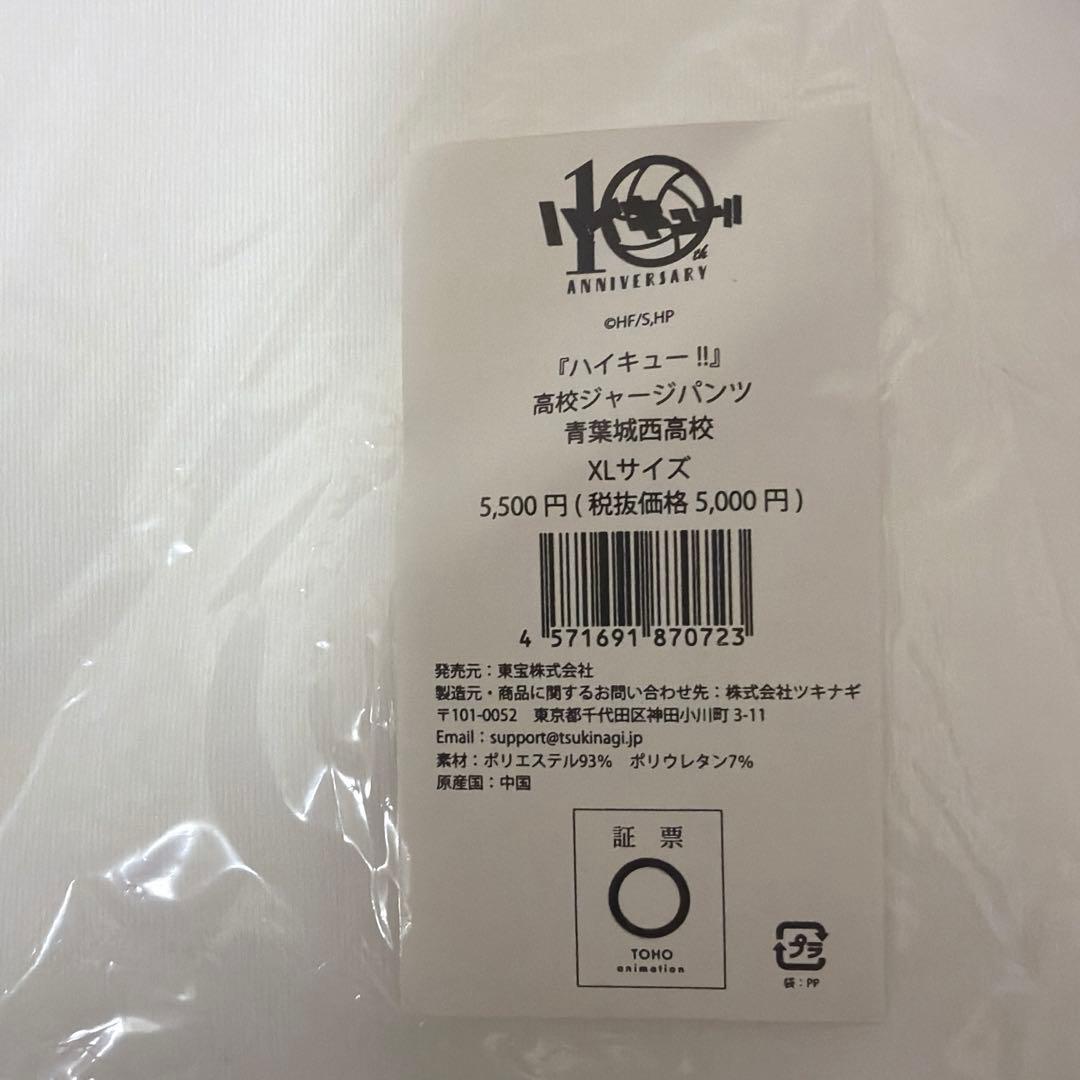 10th
ハイキュー!!
ANNIVERSARY
©HF/S,HP
『ハイキュー!!』
高校ジャージパンツ
青葉城西高校
XLサイズ
5,500 円 ( 税抜価格 5,000 円 )
4 571691 870723
発売元：東宝株式会社
製造元・商品に関するお問い合わせ先：株式会社ツキナギ
〒101-0052　東京都千代田区神田小川町 3-11
Email：support@tsukinagi.jp
素材：ポリエステル93%　ポリウレタン7%
原産国：中国
証 票
TOHO
animation
プラ
袋：PP